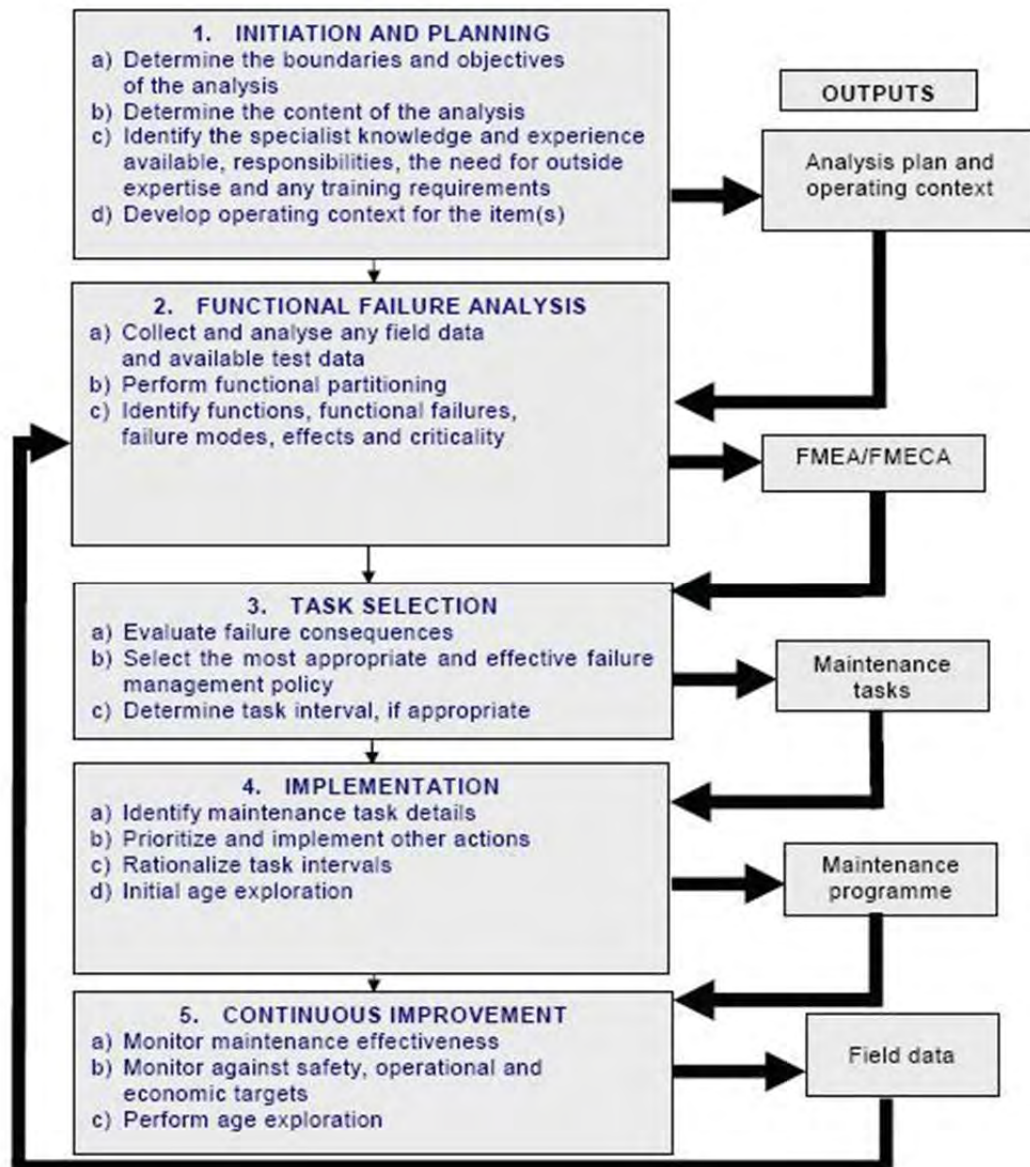 1. INITIATION AND PLANNING
a) Determine the boundaries and objectives
of the analysis
b) Determine the content of the analysis
c) Identify the specialist knowledge and experience
available, responsibilities, the need for outside
expertise and any training requirements
d) Develop operating context for the item(s)
OUTPUTS
Analysis plan and
operating context
2. FUNCTIONAL FAILURE ANALYSIS
a) Collect and analyse any field data
and available test data
b) Perform functional partitioning
c) Identify functions, functional failures,
failure modes, effects and criticality
FMEA/FMECA
3. TASK SELECTION
a) Evaluate failure consequences
b) Select the most appropriate and effective failure
management policy
c) Determine task interval, if appropriate
Maintenance
tasks
4. IMPLEMENTATION
a) Identify maintenance task details
b) Prioritize and implement other actions
c) Rationalize task intervals
d) Initial age exploration
Maintenance
programme
5. CONTINUOUS IMPROVEMENT
a) Monitor maintenance effectiveness
b) Monitor against safety, operational and
economic targets
c) Perform age exploration
Field data